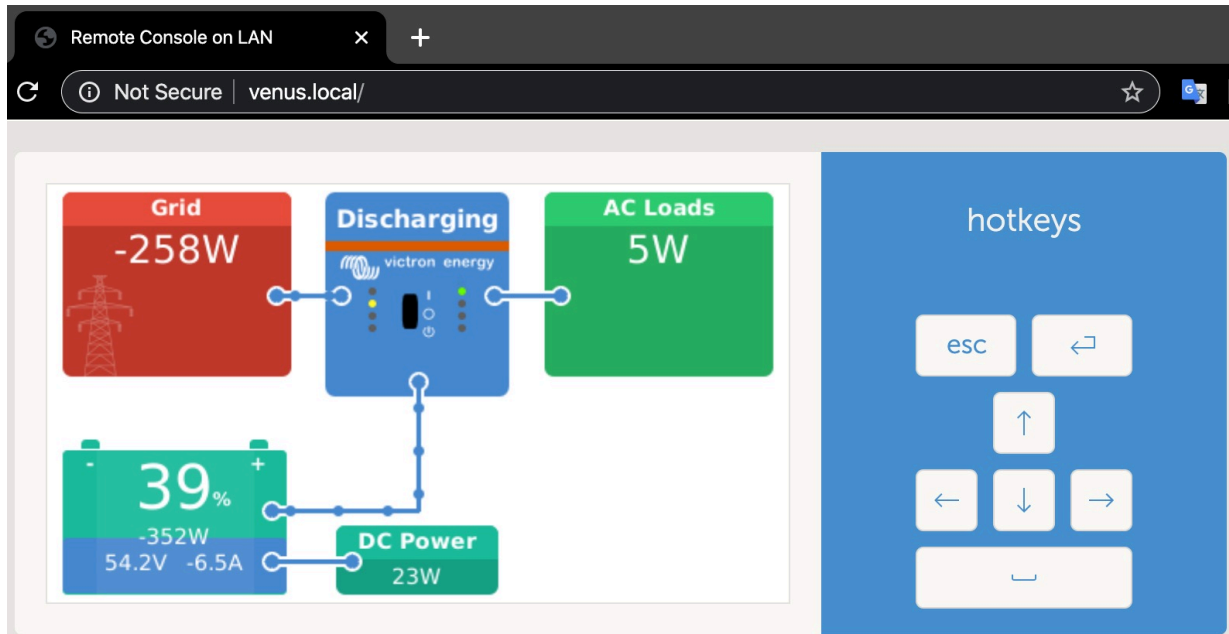 Remote Console on LAN
Not Secure venus.local/
Grid
-258W
Discharging
victron energy
AC Loads
5W
- +
39%
-352W
54.2V -6.5A
DC Power
23W
hotkeys
esc